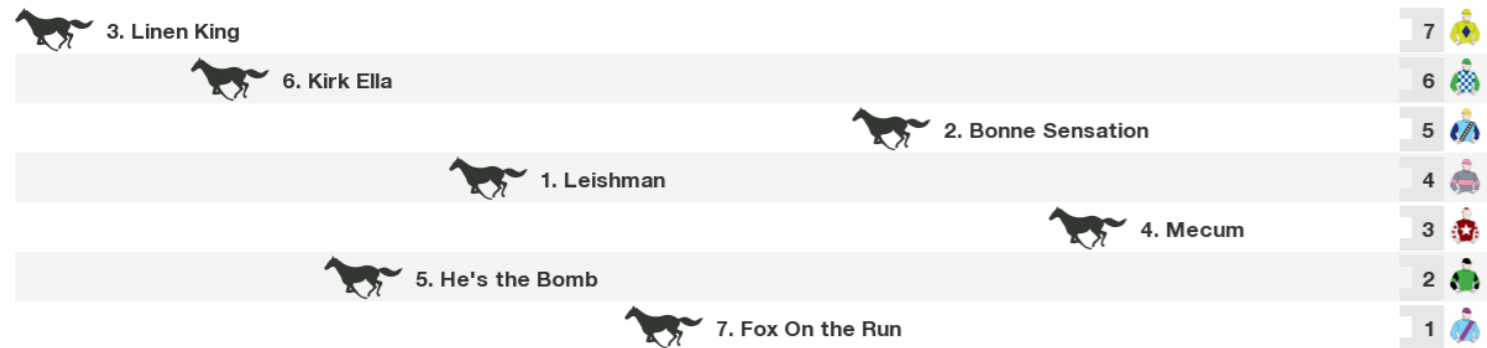 3. Linen King 7
6. Kirk Ella 6
2. Bonne Sensation 5
1. Leishman 4
4. Mecum 3
5. He's the Bomb 2
7. Fox On the Run 1